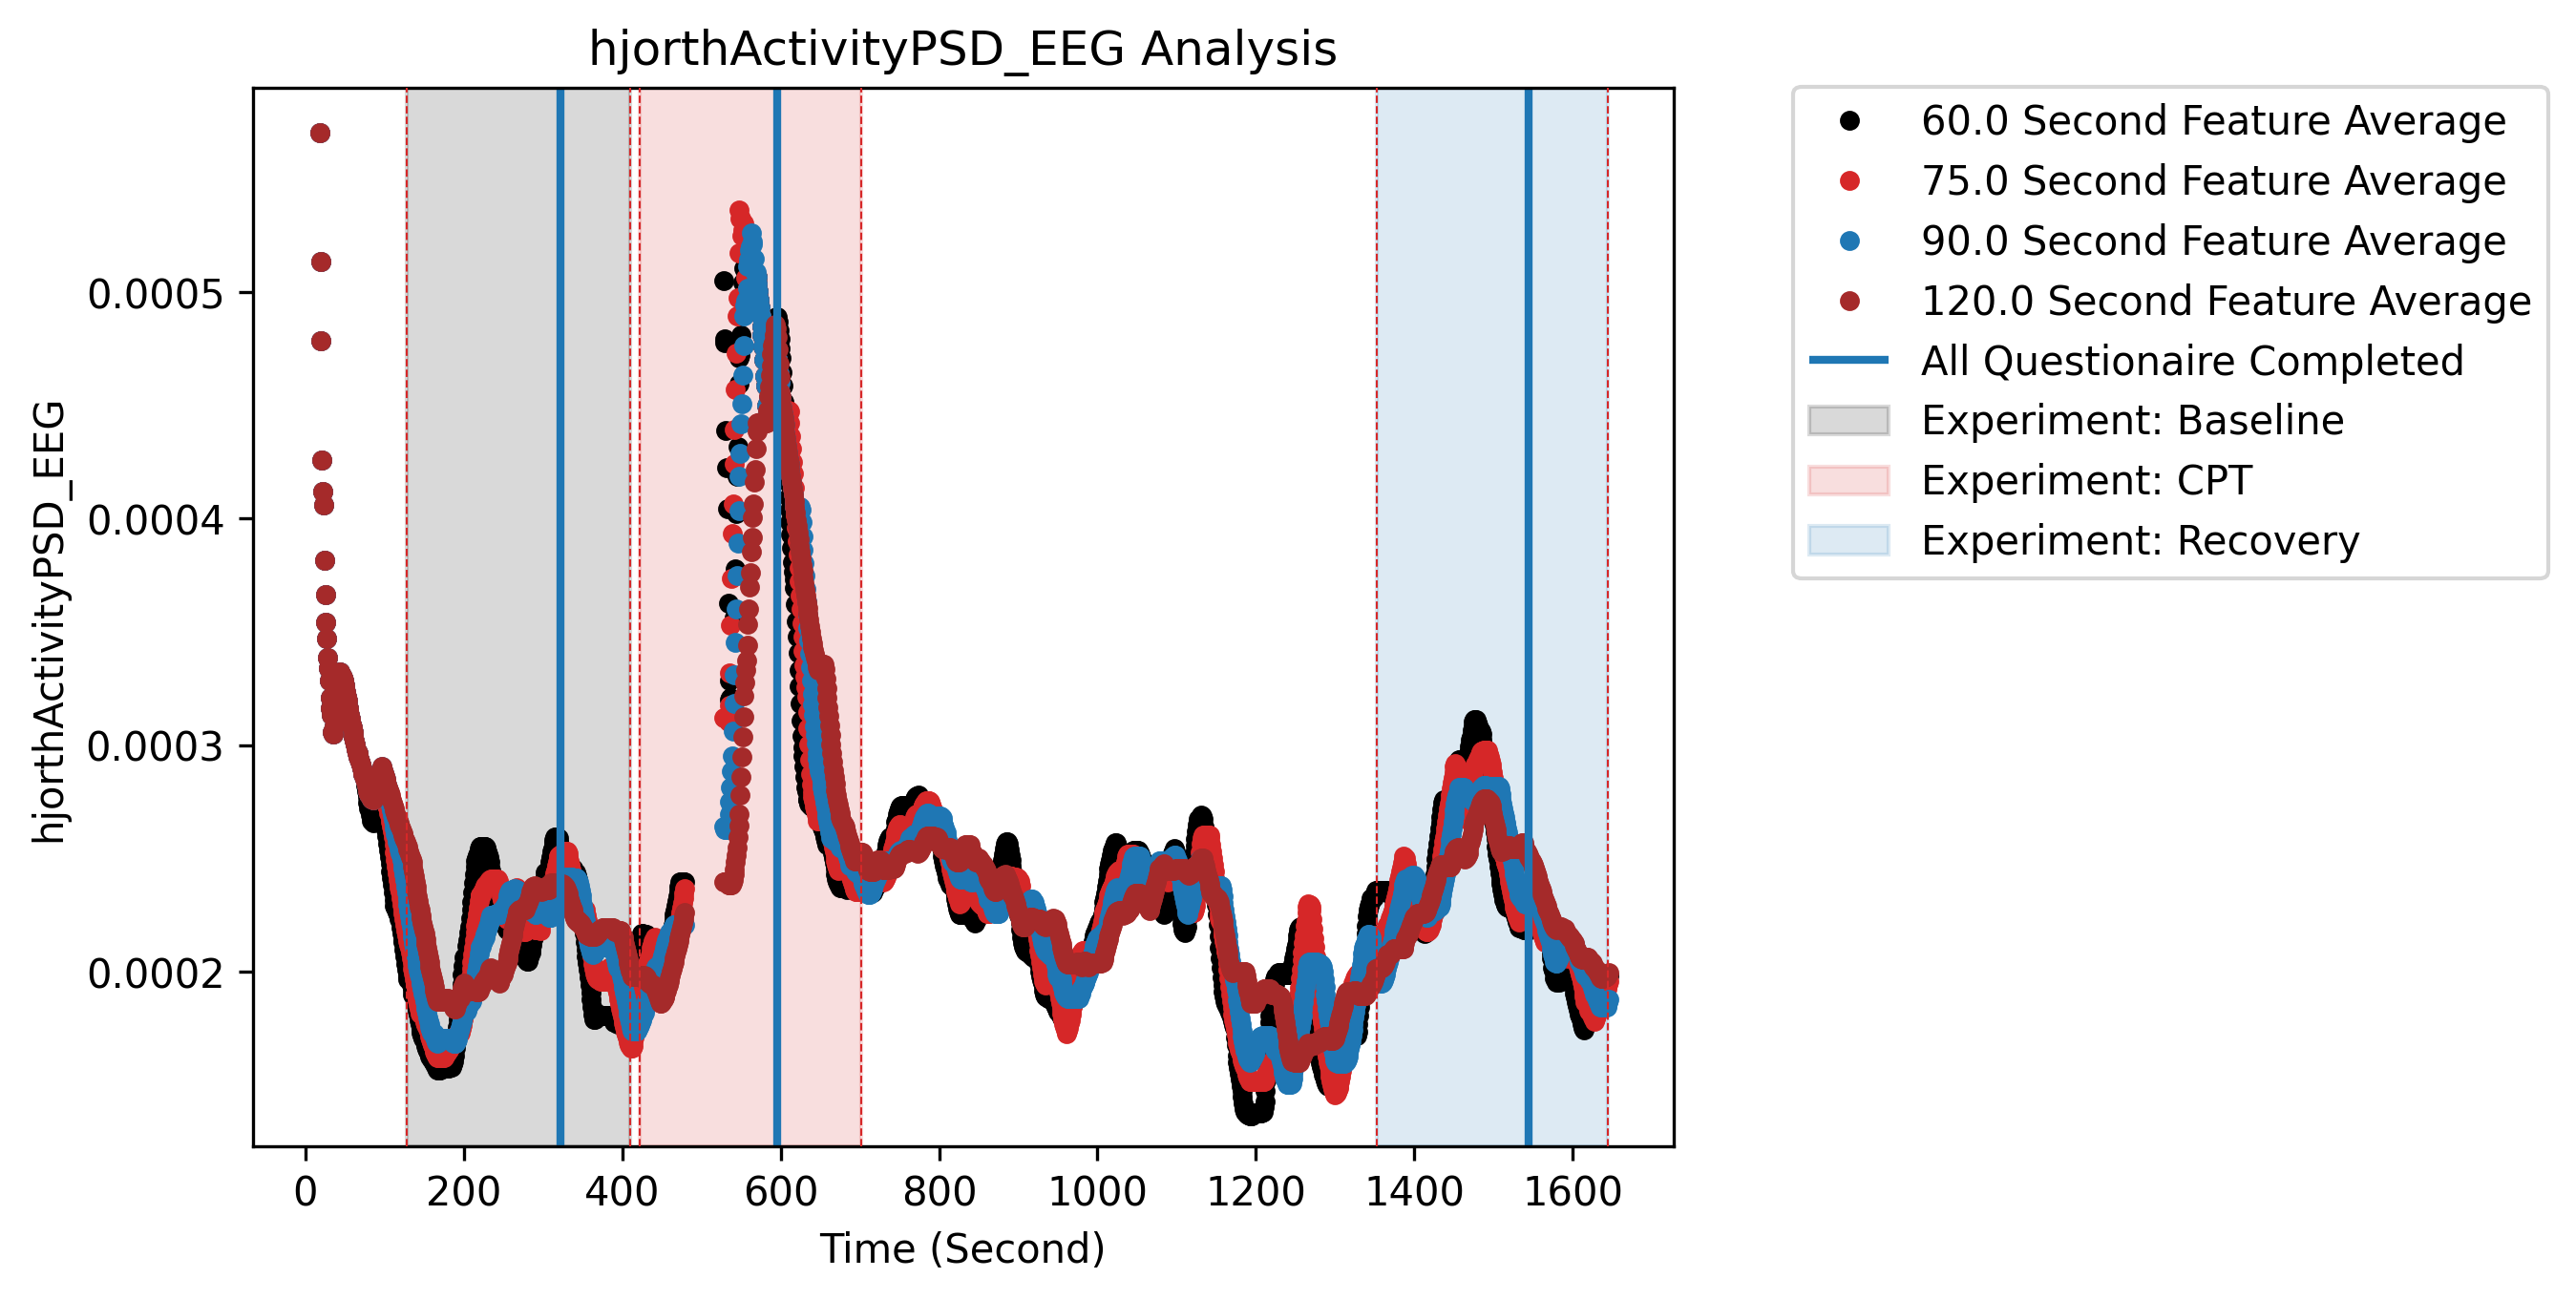 hjorthActivityPSD_EEG Analysis
hjorthActivityPSD_EEG
0.0005
0.0004
0.0003
0.0002
0
200
400
600
800
1000
1200
1400
1600
Time (Second)
60.0 Second Feature Average
75.0 Second Feature Average
90.0 Second Feature Average
120.0 Second Feature Average
All Questionaire Completed
Experiment: Baseline
Experiment: CPT
Experiment: Recovery